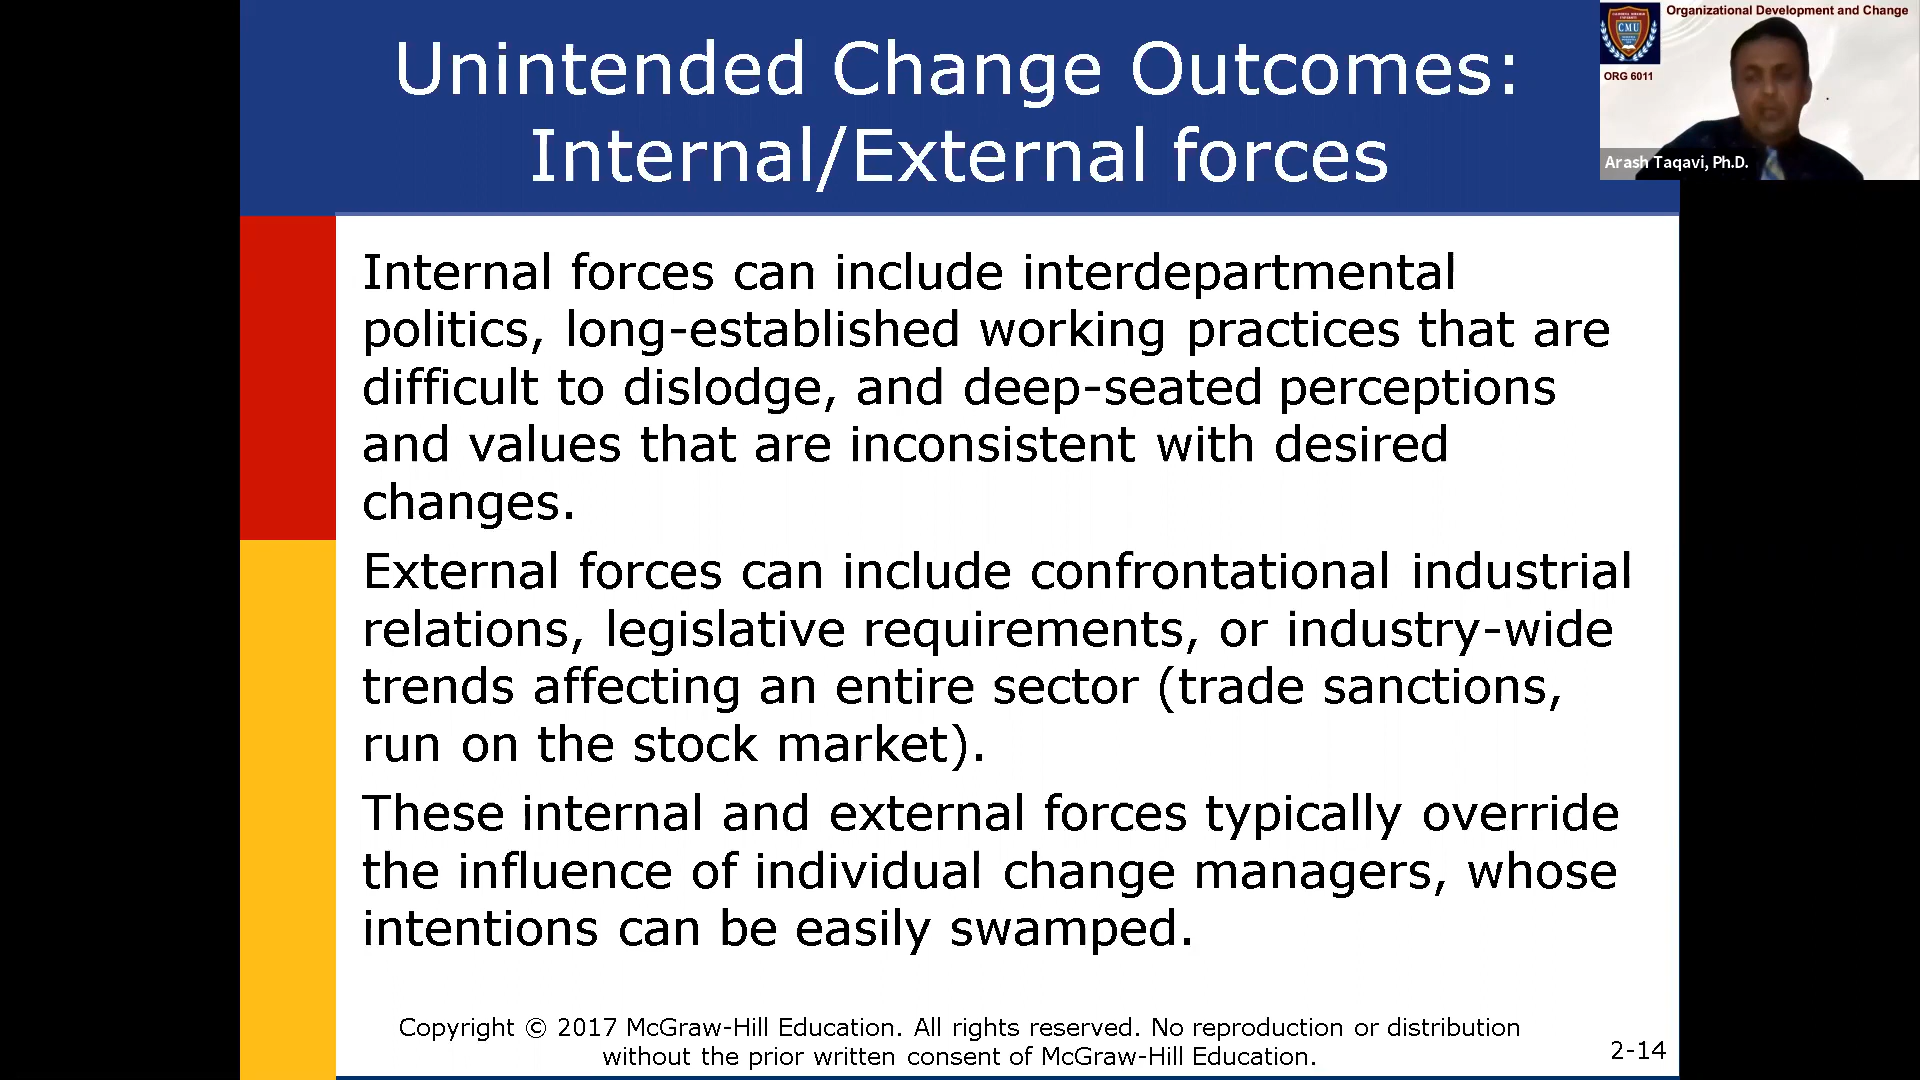 Unintended Change Outcomes:
Internal/External forces
Organizational Development and Change
CMU
ORG 6011
Arash Taqavi, Ph.D.
Internal forces can include interdepartmental
politics, long-established working practices that are
difficult to dislodge, and deep-seated perceptions
and values that are inconsistent with desired
changes.
External forces can include confrontational industrial
relations, legislative requirements, or industry-wide
trends affecting an entire sector (trade sanctions,
run on the stock market).
These internal and external forces typically override
the influence of individual change managers, whose
intentions can be easily swamped.
Copyright © 2017 McGraw-Hill Education. All rights reserved. No reproduction or distribution
without the prior written consent of McGraw-Hill Education.
2-14